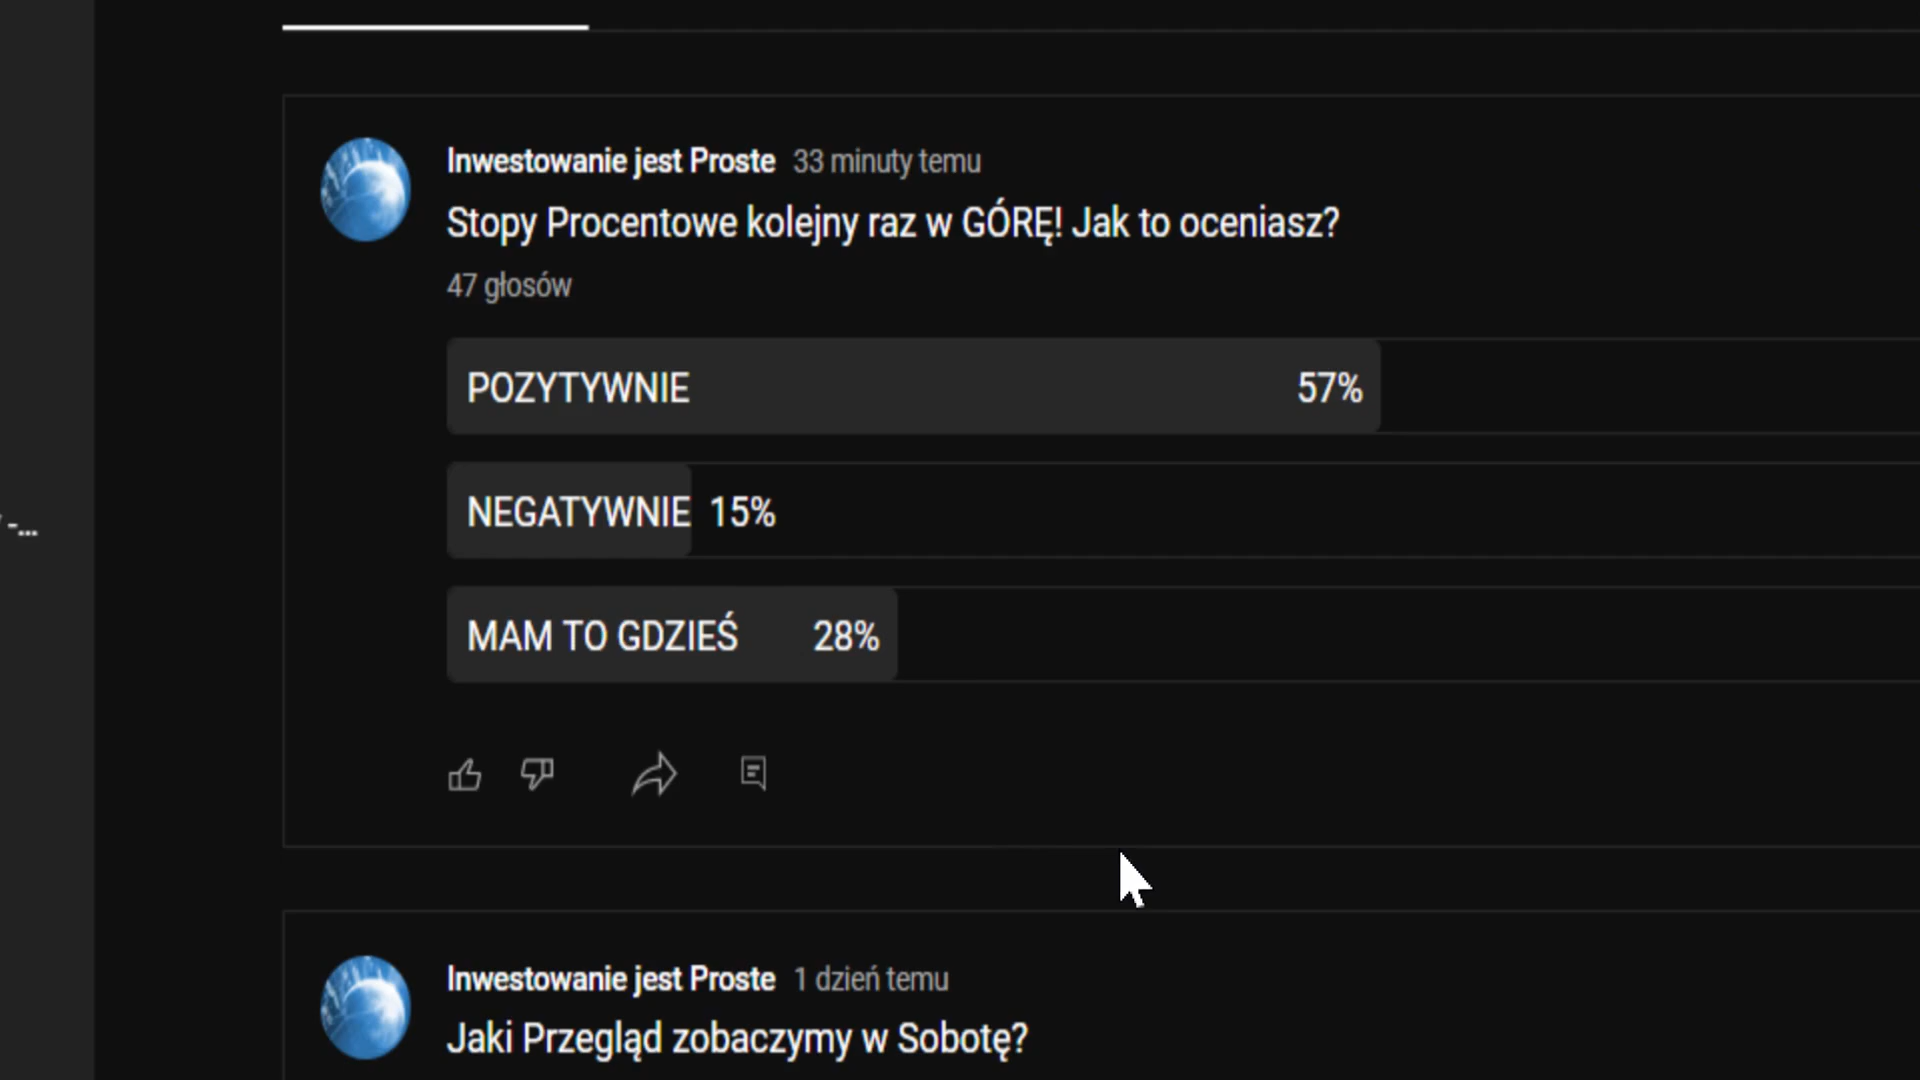 Inwestowanie jest Proste 33 minuty temu
Stopy Procentowe kolejny raz w GÓRĘ! Jak to oceniasz?
47 głosów
POZYTYWNIE 57%
-...
NEGATYWNIE 15%
MAM TO GDZIEŚ 28%
Inwestowanie jest Proste 1 dzień temu
Jaki Przegląd zobaczymy w Sobotę?